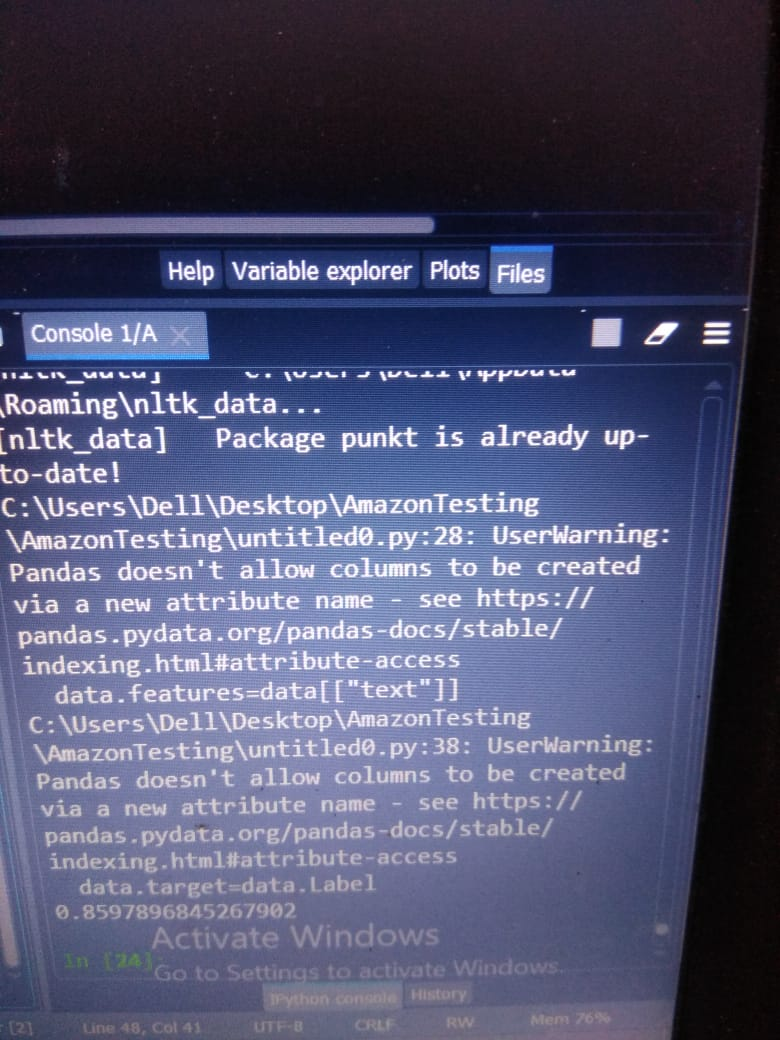 Help Variable explorer Plots Files
Console 1/A
nltk_data] C:\Users\Dell\AppData
\Roaming\nltk_data...
[nltk_data] Package punkt is already up-
to-date!
C:\Users\Dell\Desktop\AmazonTesting
\AmazonTesting\untitled0.py:28: UserWarning:
Pandas doesn't allow columns to be created
via a new attribute name - see https://
pandas.pydata.org/pandas-docs/stable/
indexing.html#attribute-access
data.features=data[["text"]]
C:\Users\Dell\Desktop\AmazonTesting
\AmazonTesting\untitled0.py:38: UserWarning:
Pandas doesn't allow columns to be created
via a new attribute name - see https://
pandas.pydata.org/pandas-docs/stable/
indexing.html#attribute-access
data.target=data.Label
0.8597896845267902
Activate Windows
In [24]:
Go to Settings to activate Windows.
IPython console History
[2] Line 48, Col 41 UTF-8 CRLF RW Mem 76%